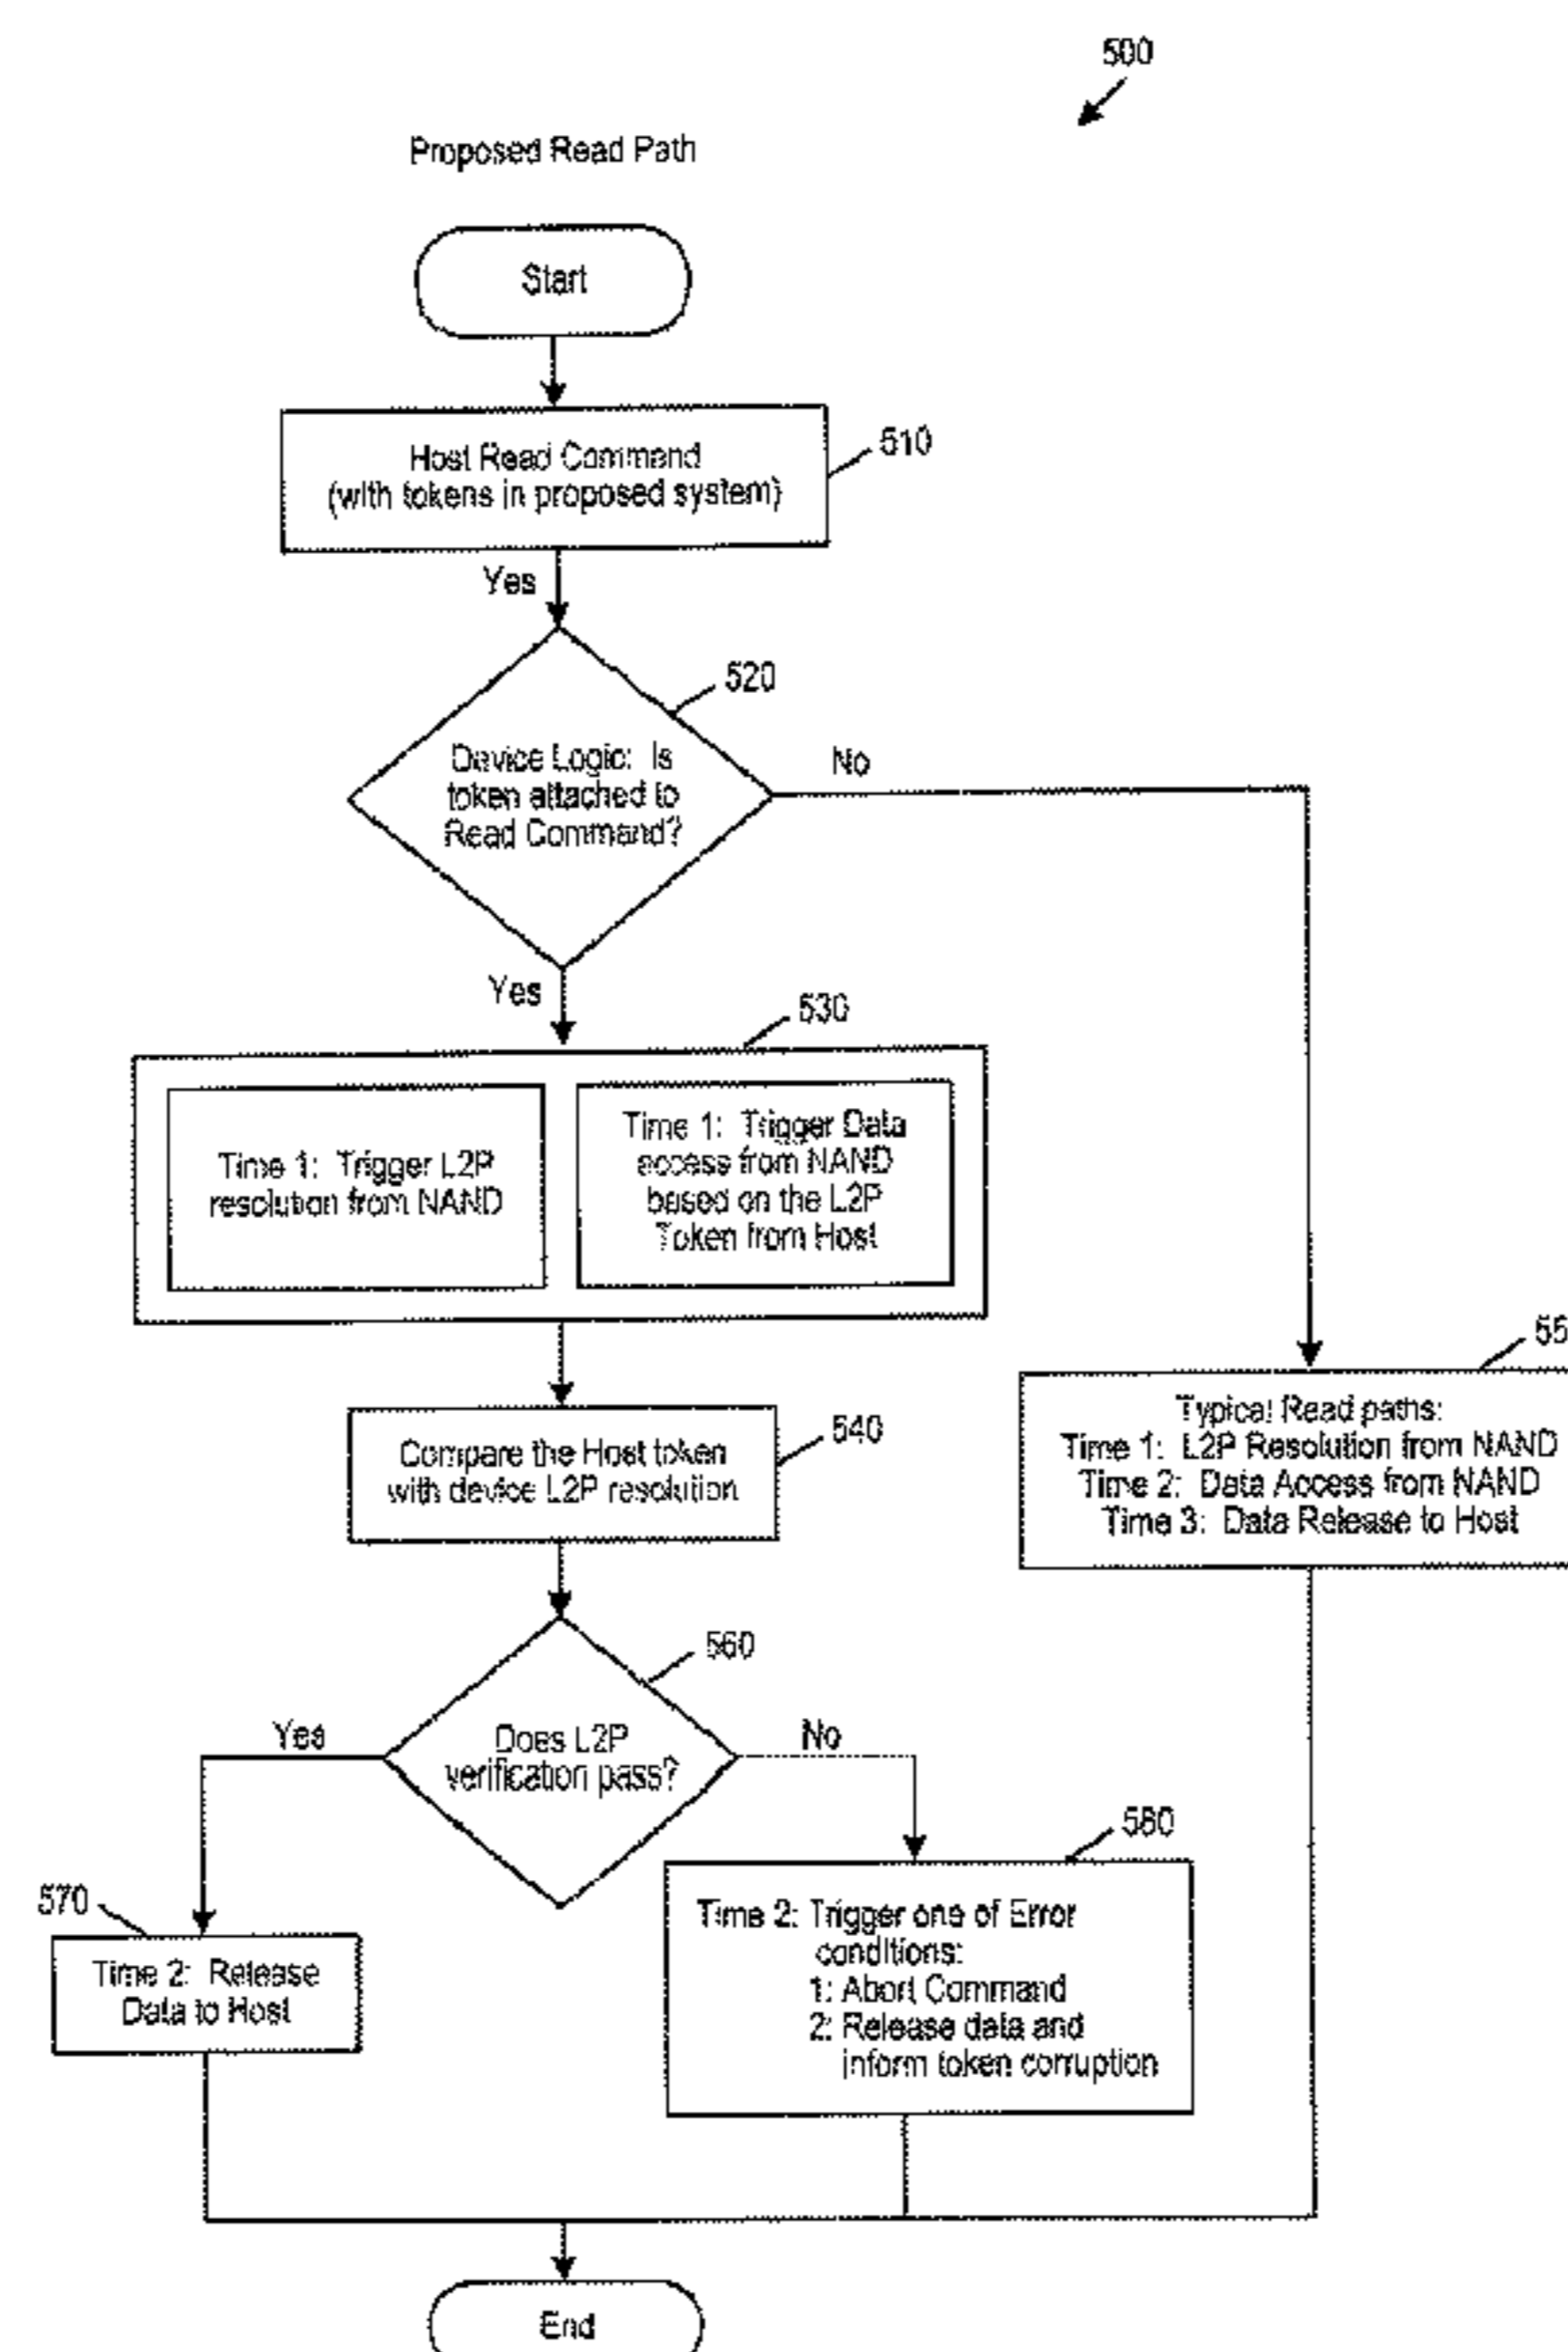 500
Proposed Read Path
Start
Host Read Command
(with tokens in proposed system)
510
Yes
520
Device Logic: Is
token attached to
Read Command?
No
Yes
530
Time 1: Trigger L2P
resolution from NAND
Time 1: Trigger Data
access from NAND
based on the L2P
Token from Host
55
Typical Read paths:
Time 1: L2P Resolution from NAND
Time 2: Data Access from NAND
Time 3: Data Release to Host
540
Compare the Host token
with device L2P resolution
560
Does L2P
verification pass?
Yes
No
570
Time 2: Release
Data to Host
580
Time 2: Trigger one of Error
conditions:
1: Abort Command
2: Release data and
inform token corruption
End